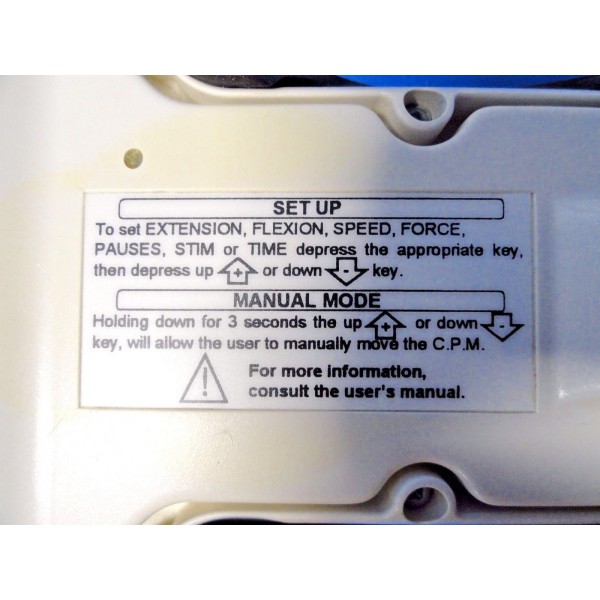 SET UP
To set EXTENSION, FLEXION, SPEED, FORCE,
PAUSES, STIM or TIME depress the appropriate key,
then depress up + or down - key.
MANUAL MODE
Holding down for 3 seconds the up + or down -
key, will allow the user to manually move the C.P.M.
For more information,
consult the user's manual.